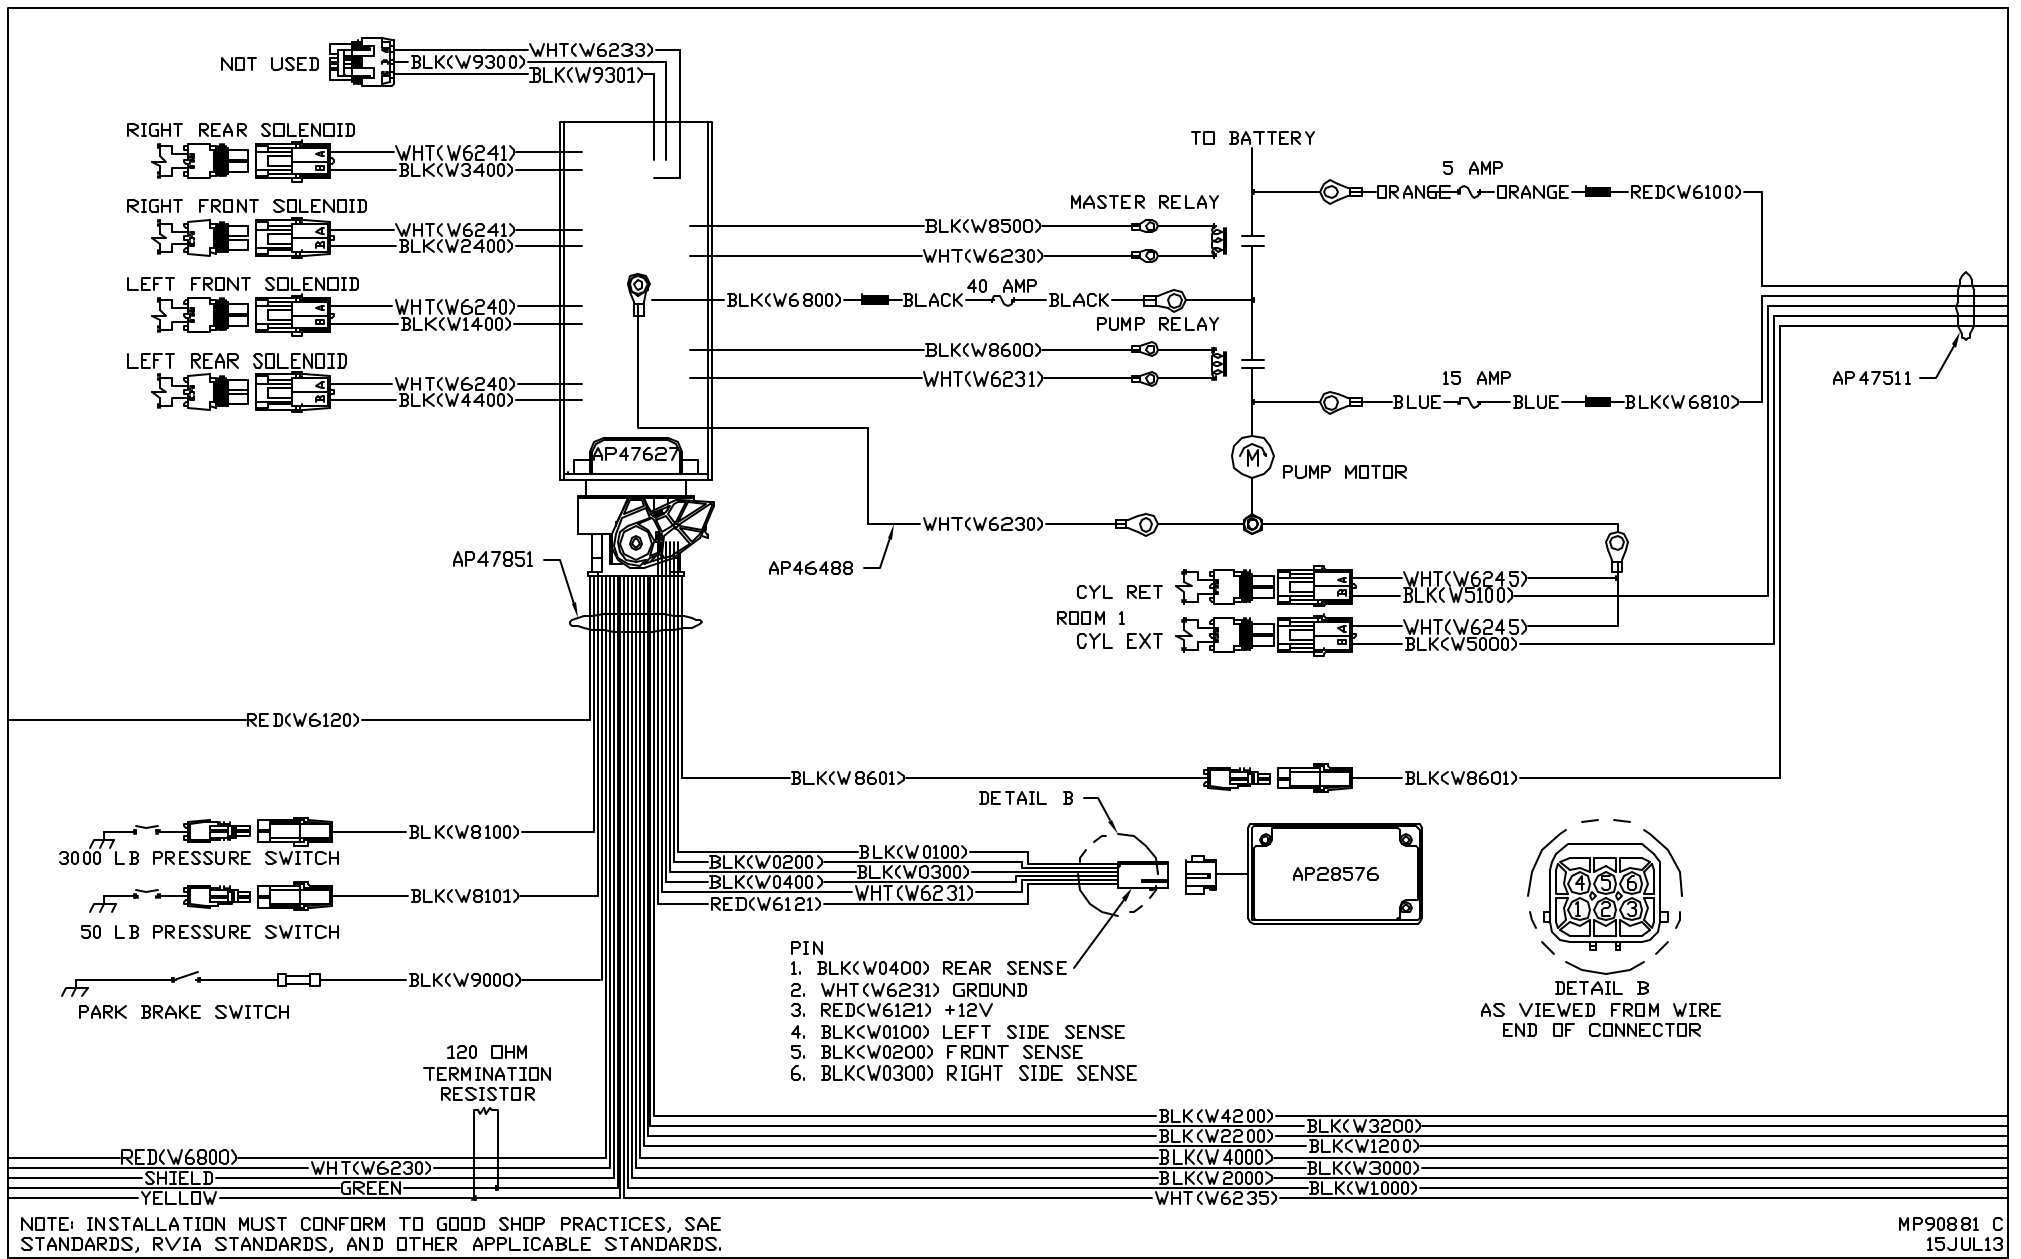 NOT USED
WHT(W6233)
BLK(W9300)
BLK(W9301)
RIGHT REAR SOLENOID
A
B
WHT(W6241)
BLK(W3400)
RIGHT FRONT SOLENOID
A
B
WHT(W6241)
BLK(W2400)
LEFT FRONT SOLENOID
A
B
WHT(W6240)
BLK(W1400)
LEFT REAR SOLENOID
A
B
WHT(W6240)
BLK(W4400)
AP47627
TO BATTERY
5 AMP
ORANGE
ORANGE
RED(W6100)
MASTER RELAY
BLK(W8500)
WHT(W6230)
40 AMP
BLK(W6800)
BLACK
BLACK
PUMP RELAY
BLK(W8600)
WHT(W6231)
15 AMP
BLUE
BLUE
BLK(W6810)
AP47511
M
PUMP MOTOR
WHT(W6230)
AP46488
AP47851
CYL RET
A
B
WHT(W6245)
BLK(W5100)
ROOM 1
CYL EXT
A
B
WHT(W6245)
BLK(W5000)
RED(W6120)
BLK(W8601)
BLK(W8601)
DETAIL B
BLK(W8100)
3000 LB PRESSURE SWITCH
BLK(W8101)
50 LB PRESSURE SWITCH
BLK(W9000)
PARK BRAKE SWITCH
BLK(W0100)
BLK(W0200)
BLK(W0300)
BLK(W0400)
WHT(W6231)
RED(W6121)
AP28576
4 5 6
1 2 3
DETAIL B
AS VIEWED FROM WIRE
END OF CONNECTOR
PIN
1. BLK(W0400) REAR SENSE
2. WHT(W6231) GROUND
3. RED(W6121) +12V
4. BLK(W0100) LEFT SIDE SENSE
5. BLK(W0200) FRONT SENSE
6. BLK(W0300) RIGHT SIDE SENSE
120 OHM
TERMINATION
RESISTOR
RED(W6800)
WHT(W6230)
SHIELD
GREEN
YELLOW
BLK(W4200)
BLK(W3200)
BLK(W2200)
BLK(W1200)
BLK(W4000)
BLK(W3000)
BLK(W2000)
BLK(W1000)
WHT(W6235)
NOTE: INSTALLATION MUST CONFORM TO GOOD SHOP PRACTICES, SAE
STANDARDS, RVIA STANDARDS, AND OTHER APPLICABLE STANDARDS.
MP90881 C
15JUL13